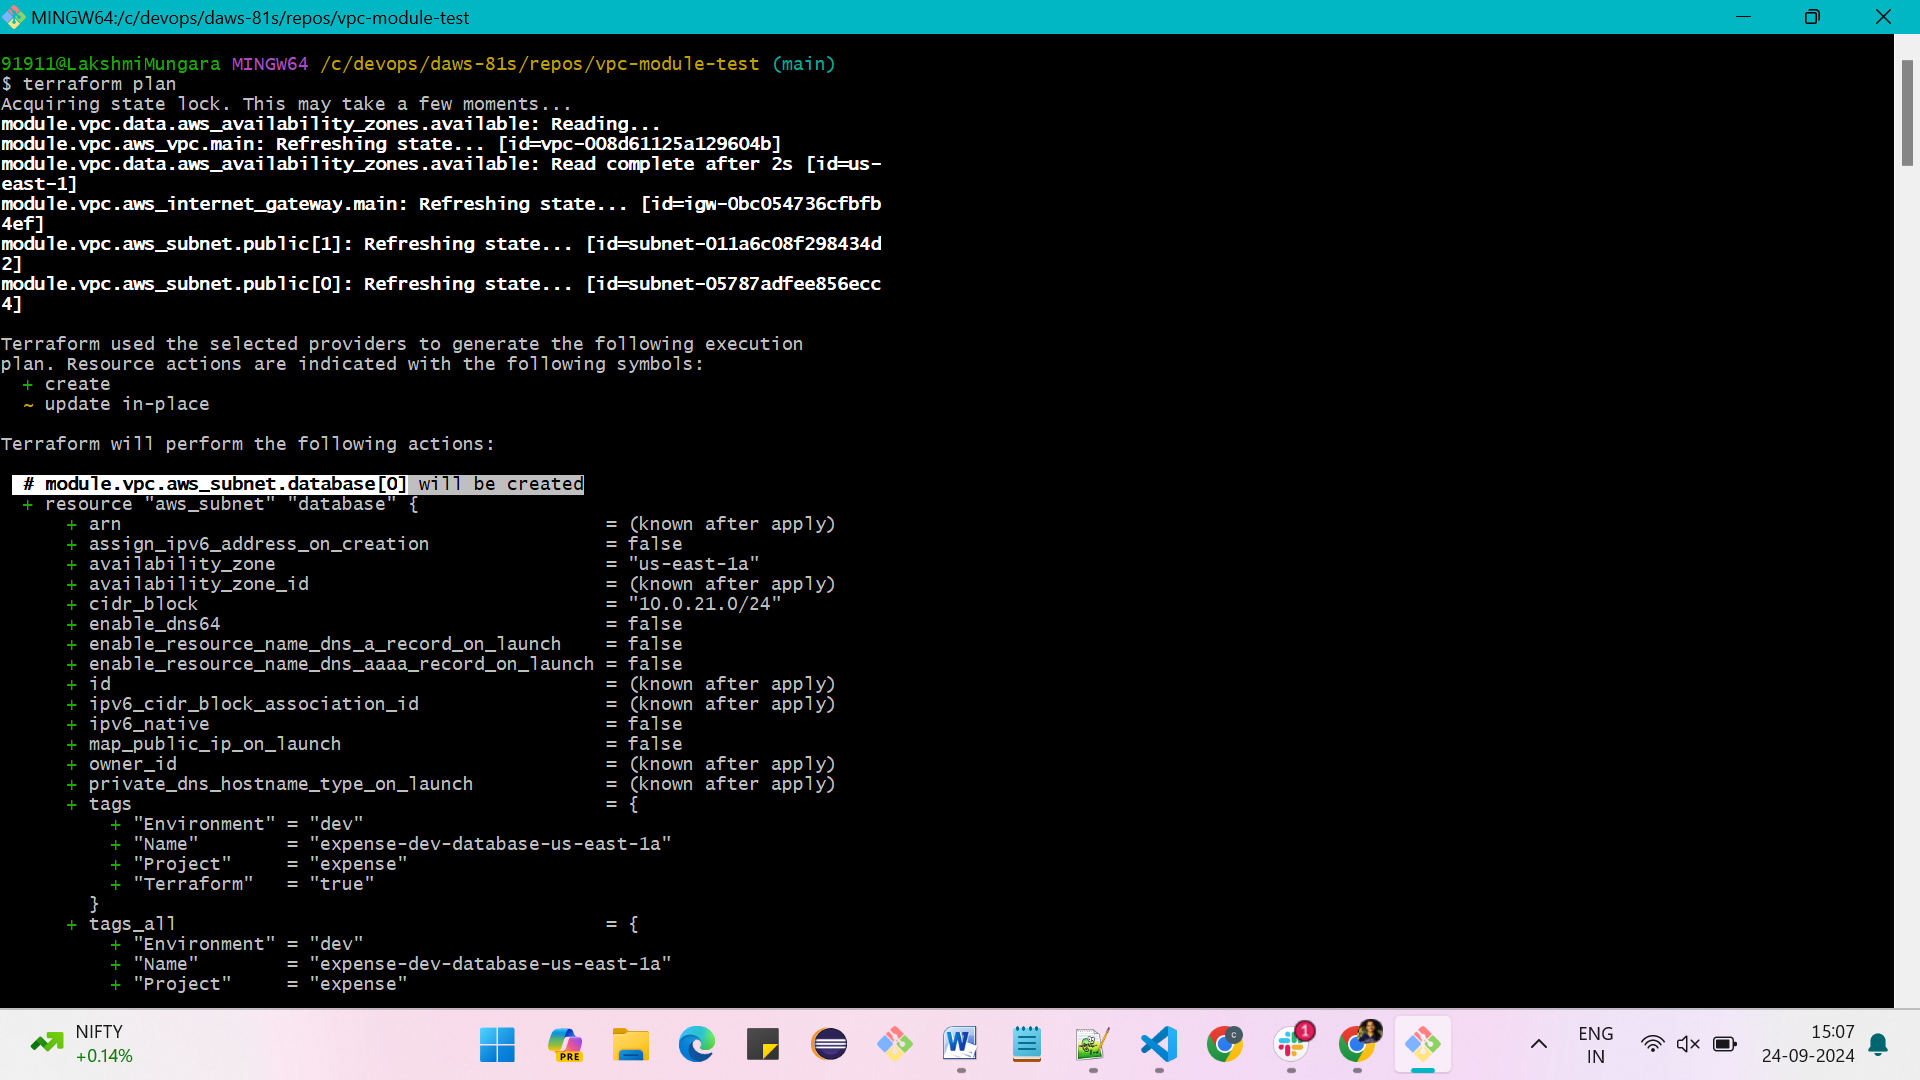 MINGW64:/c/devops/daws-81s/repos/vpc-module-test
91911@LakshmiMungara MINGW64 /c/devops/daws-81s/repos/vpc-module-test (main)
$ terraform plan
Acquiring state lock. This may take a few moments...
module.vpc.data.aws_availability_zones.available: Reading...
module.vpc.aws_vpc.main: Refreshing state... [id=vpc-008d61125a129604b]
module.vpc.data.aws_availability_zones.available: Read complete after 2s [id=us-
east-1]
module.vpc.aws_internet_gateway.main: Refreshing state... [id=igw-0bc054736cfbfb
4ef]
module.vpc.aws_subnet.public[1]: Refreshing state... [id=subnet-011a6c08f298434d
2]
module.vpc.aws_subnet.public[0]: Refreshing state... [id=subnet-05787adfee856ecc
4]
Terraform used the selected providers to generate the following execution
plan. Resource actions are indicated with the following symbols:
+ create
~ update in-place
Terraform will perform the following actions:
# module.vpc.aws_subnet.database[0] will be created
+ resource "aws_subnet" "database" {
+ arn = (known after apply)
+ assign_ipv6_address_on_creation = false
+ availability_zone = "us-east-1a"
+ availability_zone_id = (known after apply)
+ cidr_block = "10.0.21.0/24"
+ enable_dns64 = false
+ enable_resource_name_dns_a_record_on_launch = false
+ enable_resource_name_dns_aaaa_record_on_launch = false
+ id = (known after apply)
+ ipv6_cidr_block_association_id = (known after apply)
+ ipv6_native = false
+ map_public_ip_on_launch = false
+ owner_id = (known after apply)
+ private_dns_hostname_type_on_launch = (known after apply)
+ tags = {
+ "Environment" = "dev"
+ "Name" = "expense-dev-database-us-east-1a"
+ "Project" = "expense"
+ "Terraform" = "true"
}
+ tags_all = {
+ "Environment" = "dev"
+ "Name" = "expense-dev-database-us-east-1a"
+ "Project" = "expense"
NIFTY
+0.14%
PRE
W
C
1
ENG
IN
15:07
24-09-2024